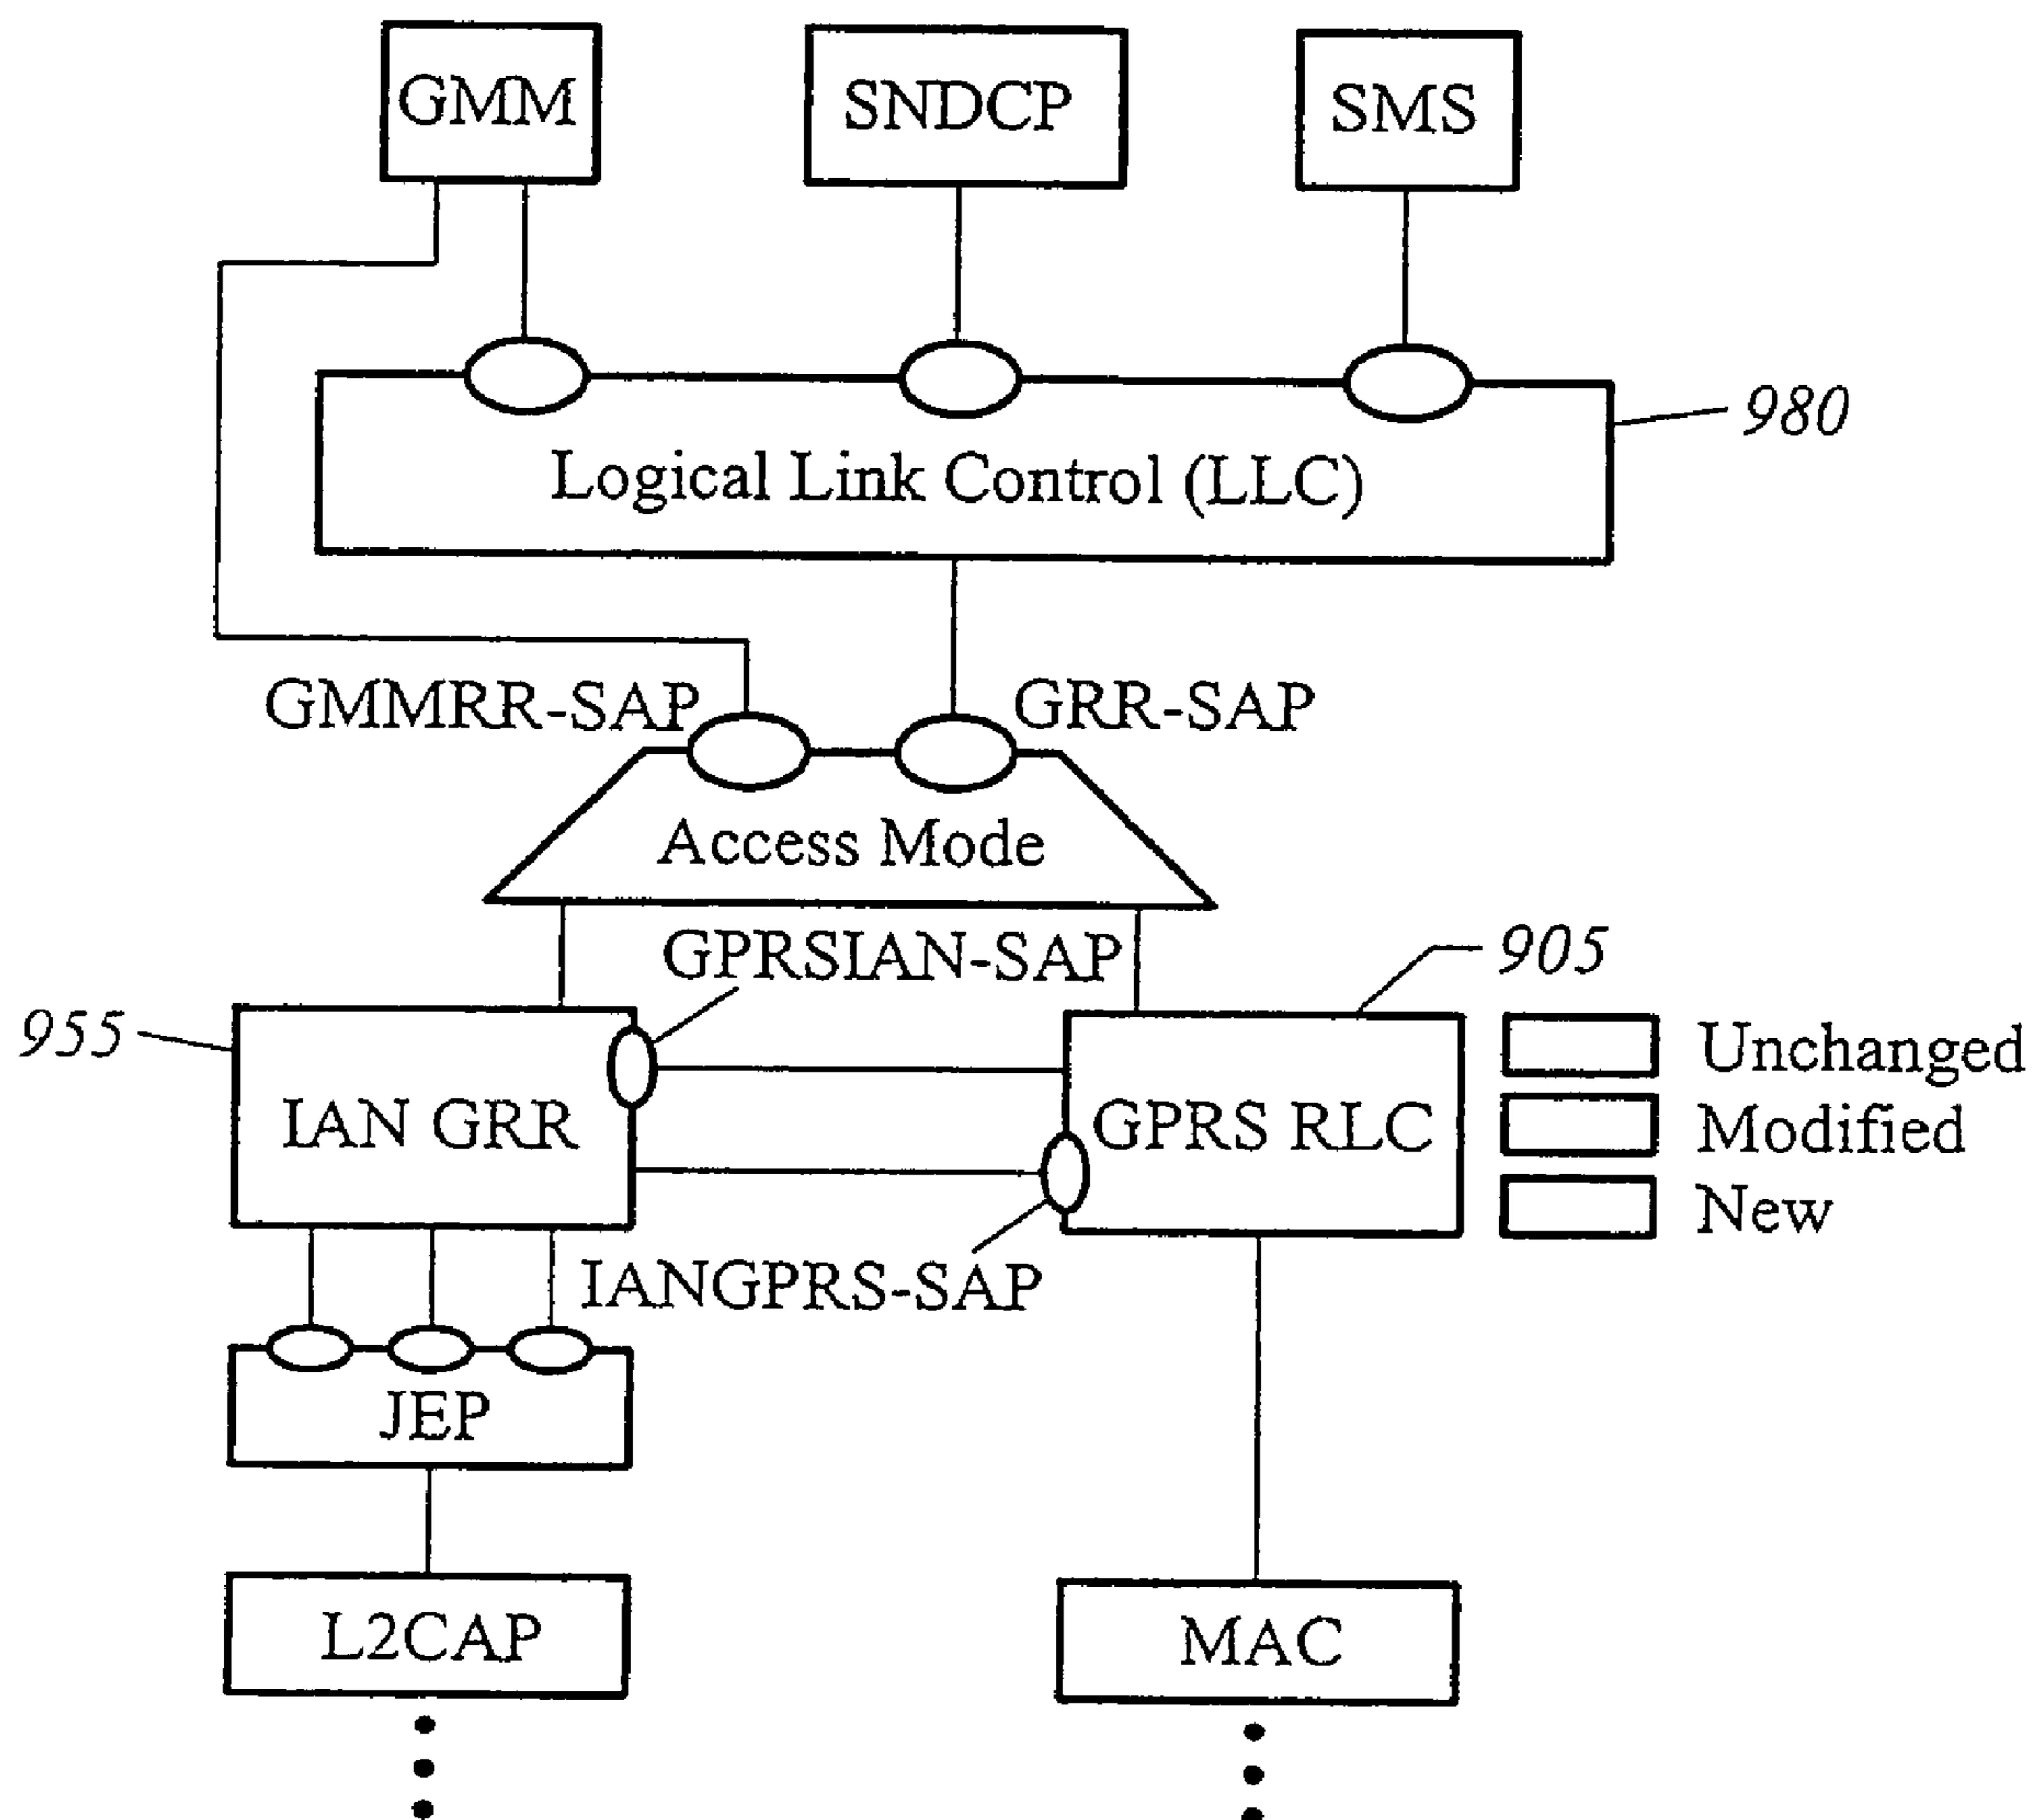 GMM
SNDCP
SMS
980
Logical Link Control (LLC)
GMMRR-SAP
GRR-SAP
Access Mode
GPRSIAN-SAP
905
955
Unchanged
IAN GRR
GPRS RLC
Modified
New
IANGPRS-SAP
JEP
L2CAP
MAC